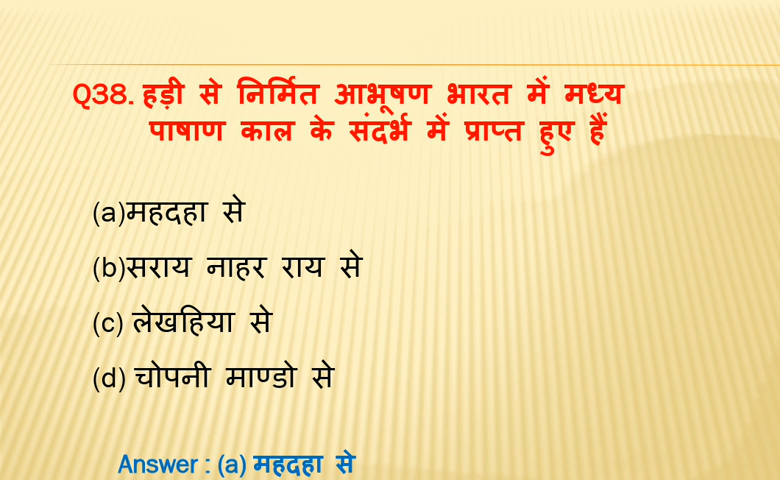 Q38. हड़ी से निर्मित आभूषण भारत में मध्य
पाषाण काल के संदर्भ में प्राप्त हुए हैं
(a)महदहा से
(b)सराय नाहर राय से
(c) लेखहिया से
(d) चोपनी माण्डो से
Answer : (a) महदहा से